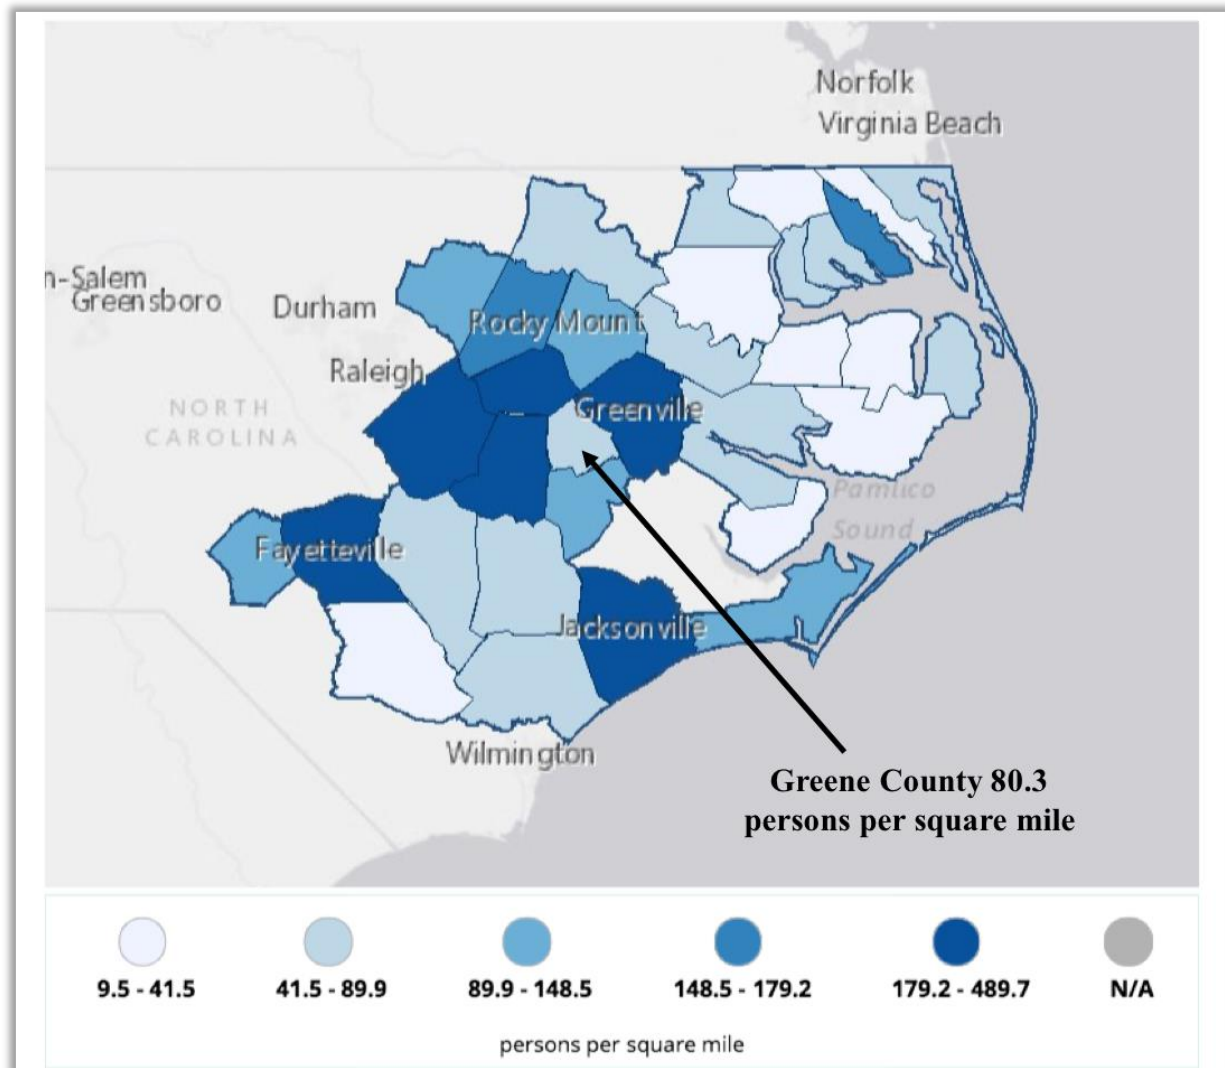 Norfolk
Virginia Beach
n-Salem
Greensboro
Durham
Rocky Mount
Raleigh
NORTH
CAROLINA
Greenville
Pamlico
Sound
Fayetteville
Jacksonville
Wilmington
Greene County 80.3
persons per square mile
9.5 - 41.5
41.5 - 89.9
89.9 - 148.5
148.5 - 179.2
179.2 - 489.7
N/A
persons per square mile